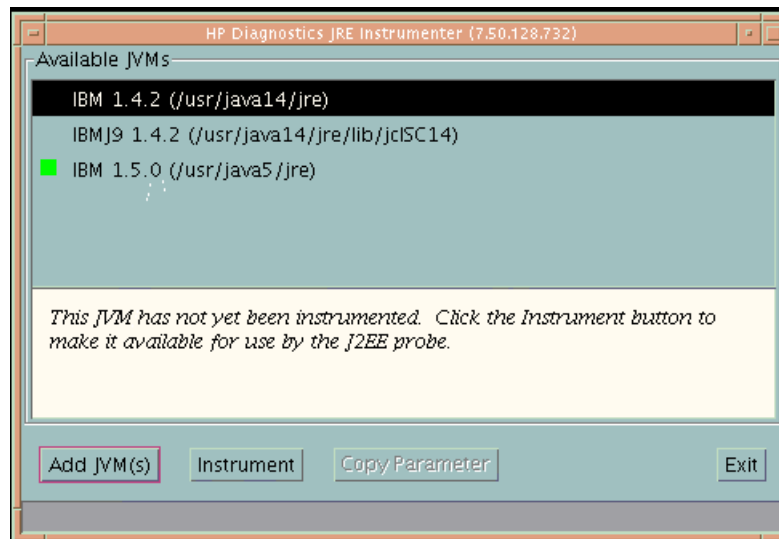 HP Diagnostics JRE Instrumenter (7.50.128.732)
Available JVMs
IBM 1.4.2 (/usr/java14/jre)
IBMJ9 1.4.2 (/usr/java14/jre/lib/jclSC14)
IBM 1.5.0 (/usr/java5/jre)
This JVM has not yet been instrumented. Click the Instrument button to
make it available for use by the J2EE probe.
Add JVM(s) Instrument Copy Parameter Exit